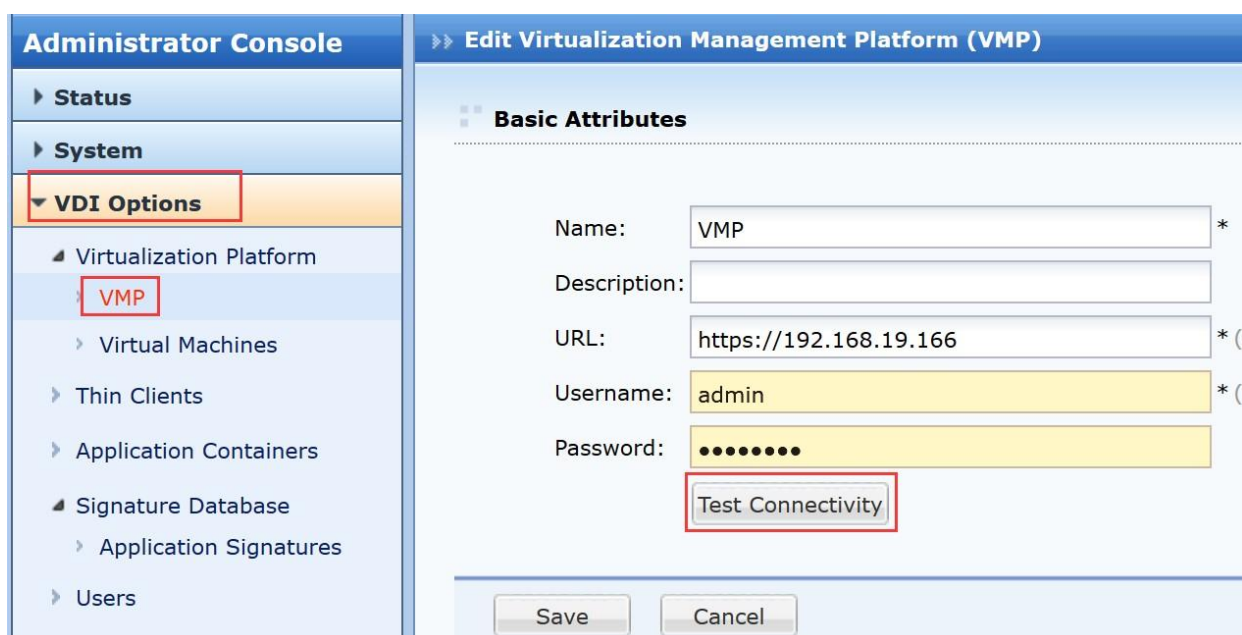 Administrator Console
Status
System
VDI Options
Virtualization Platform
VMP
Virtual Machines
Thin Clients
Application Containers
Signature Database
Application Signatures
Users
Edit Virtualization Management Platform (VMP)
Basic Attributes
Name: VMP *
Description:
URL: https://192.168.19.166 * (
Username: admin * (
Password: ●●●●●●●●
Test Connectivity
Save Cancel